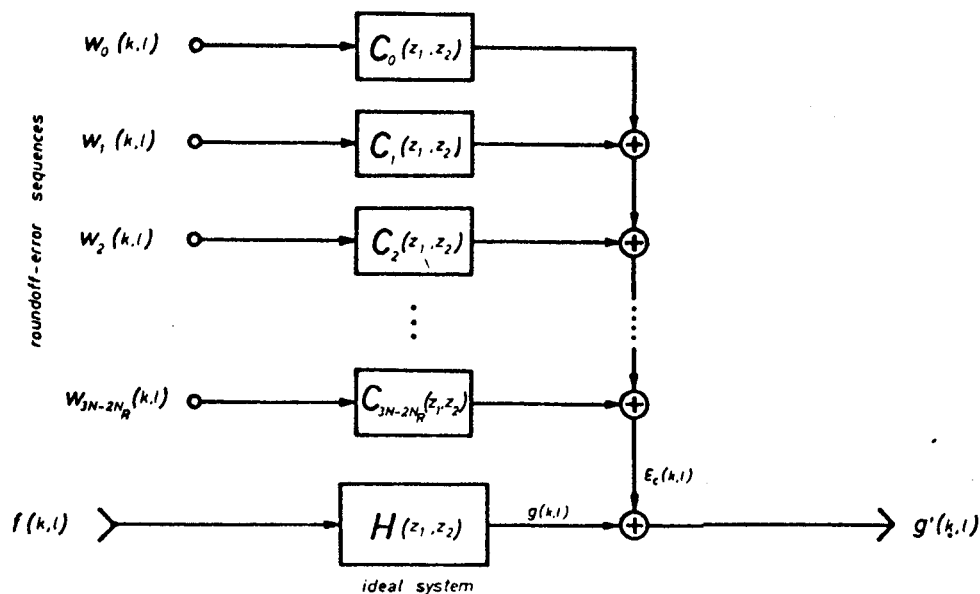 W₀(k,l)
C₀(z₁,z₂)
W₁(k,l)
C₁(z₁,z₂)
W₂(k,l)
C₂(z₁,z₂)
roundoff-error sequences
W₃N-2N_R(k,l)
C₃N-2N_R(z₁,z₂)
E_c(k,l)
f(k,l)
H(z₁,z₂)
g(k,l)
g'(k,l)
ideal system